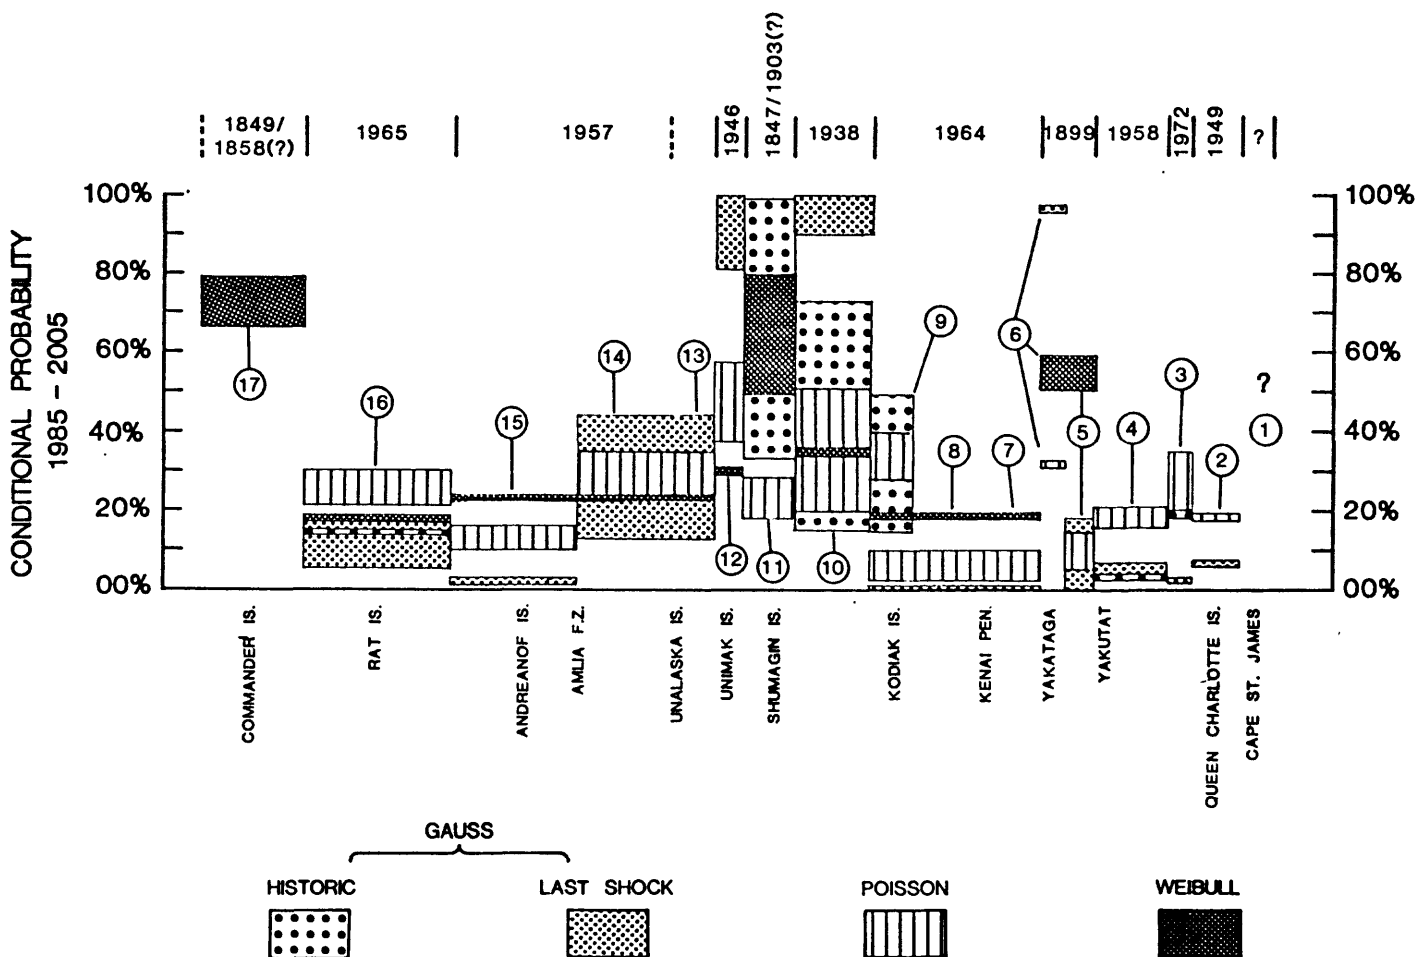 1849/
1858(?)
1965
1957
1946
1847/1903(?)
1938
1964
1899
1958
1972
1949
?
CONDITIONAL PROBABILITY
1985 – 2005
100%
80%
60%
40%
20%
00%
100%
80%
60%
40%
20%
00%
17
16
15
14
13
12
11
10
9
8
7
6
5
4
3
2
?
1
COMMANDER IS.
RAT IS.
ANDREANOF IS.
AMLIA F.Z.
UNALASKA IS.
UNIMAK IS.
SHUMAGIN IS.
KODIAK IS.
KENAI PEN.
YAKATAGA
YAKUTAT
QUEEN CHARLOTTE IS.
CAPE ST. JAMES
GAUSS
HISTORIC
LAST SHOCK
POISSON
WEIBULL